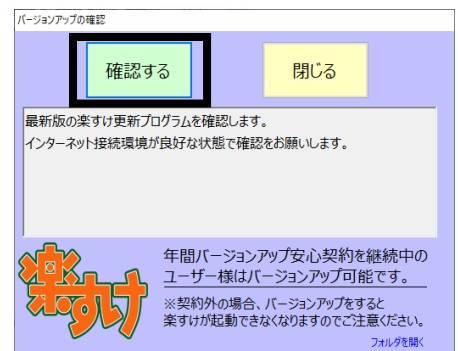 バージョンアップの確認
確認する
閉じる
最新版の楽すけ更新プログラムを確認します。
インターネット接続環境が良好な状態で確認をお願いします。
楽すけ
年間バージョンアップ安心契約を継続中の
ユーザー様はバージョンアップ可能です。
※契約外の場合、バージョンアップをすると
楽すけが起動できなくなりますのでご注意ください。
フォルダを開く